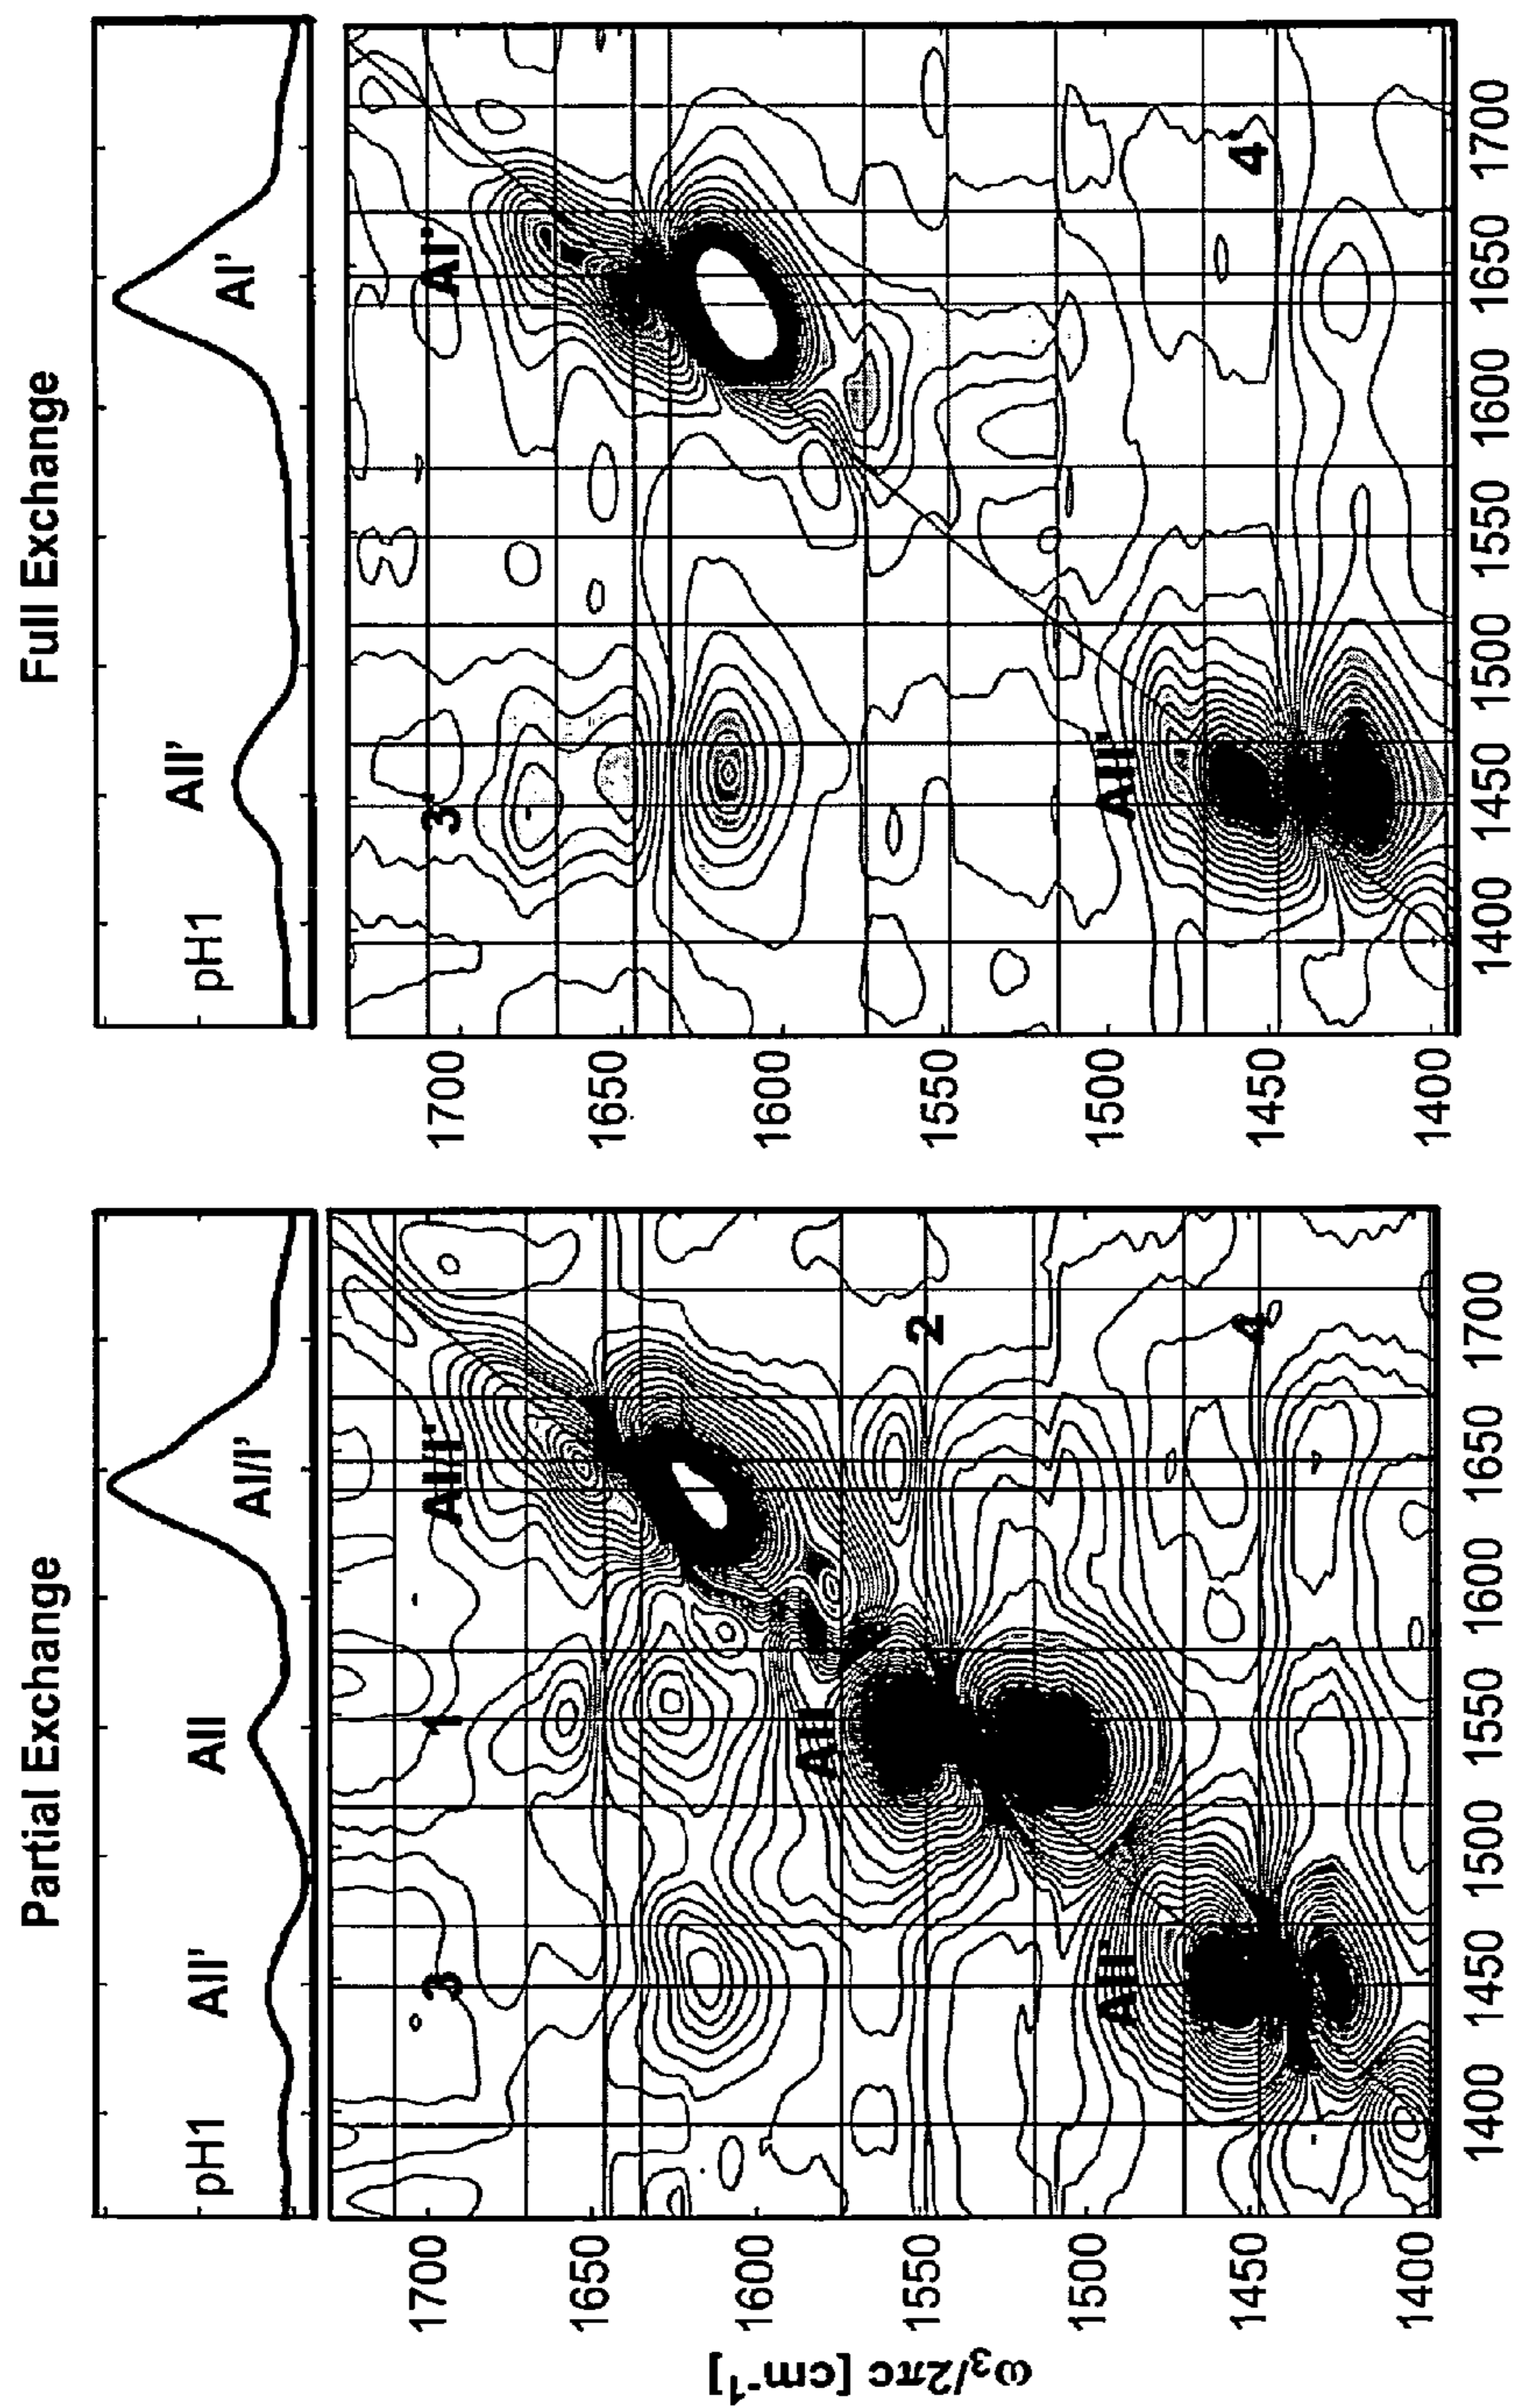 Partial Exchange
pH1
AII'
AII
AI/I'
3
1
AI/I'
AII
2
AII'
4
1700
1650
1600
1550
1500
1450
1400
ω3/2πc [cm-1]
1400
1450
1500
1550
1600
1650
1700
Full Exchange
pH1
AII'
AI'
3'
AI'
AII'
4'
1700
1650
1600
1550
1500
1450
1400
1400
1450
1500
1550
1600
1650
1700